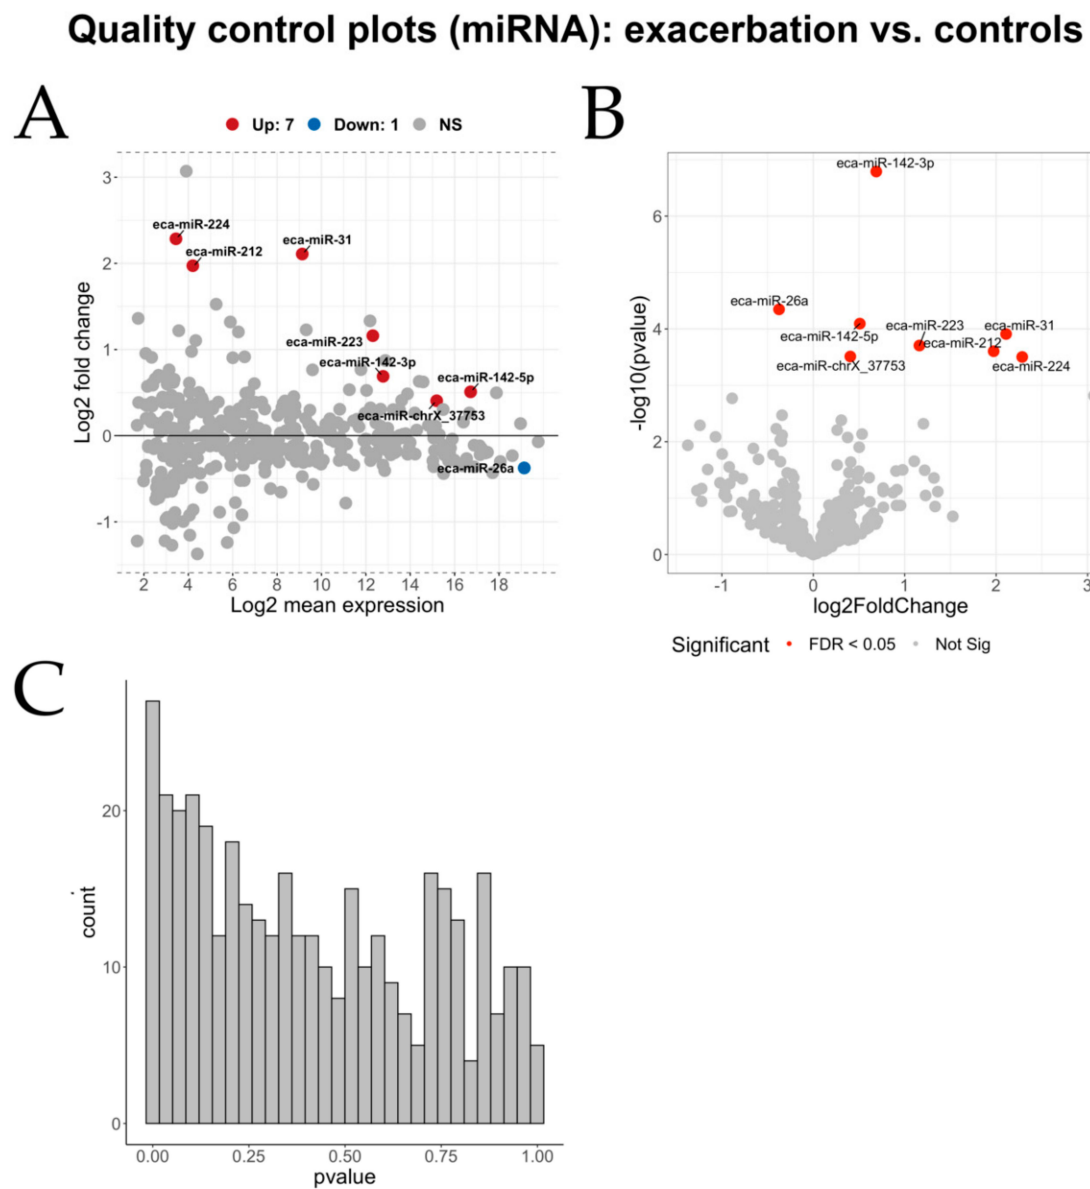 Quality control plots (miRNA): exacerbation vs. controls
A
Up: 7 Down: 1 NS
Log2 fold change
3
2
1
0
-1
eca-miR-224
eca-miR-212
eca-miR-31
eca-miR-223
eca-miR-142-3p
eca-miR-142-5p
eca-miR-chrX_37753
eca-miR-26a
2 4 6 8 10 12 14 16 18
Log2 mean expression
B
-log10(pvalue)
6
4
2
0
eca-miR-142-3p
eca-miR-26a
eca-miR-142-5p
eca-miR-223
eca-miR-31
eca-miR-212
eca-miR-chrX_37753
eca-miR-224
-1 0 1 2 3
log2FoldChange
Significant FDR < 0.05 Not Sig
C
count
20
10
0
0.00 0.25 0.50 0.75 1.00
pvalue